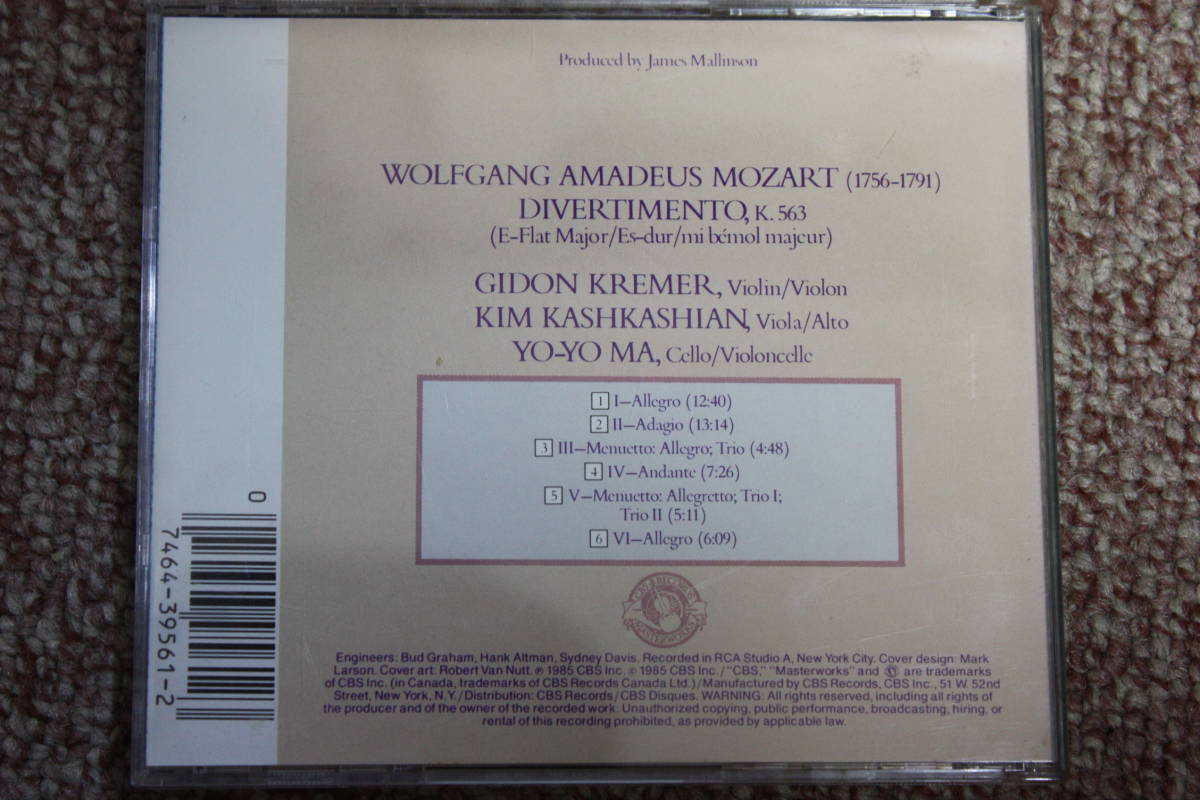 Produced by James Mallinson
WOLFGANG AMADEUS MOZART (1756-1791)
DIVERTIMENTO, K. 563
(E-Flat Major/Es-dur/mi bémol majeur)
GIDON KREMER, Violin/Violon
KIM KASHKASHIAN, Viola/Alto
YO-YO MA, Cello/Violoncelle
1 I—Allegro (12:40)
2 II—Adagio (13:14)
3 III—Menuetto: Allegro; Trio (4:48)
4 IV—Andante (7:26)
5 V—Menuetto: Allegretto; Trio I;
Trio II (5:11)
6 VI—Allegro (6:09)
CBS RECORDS
MASTERWORKS
Engineers: Bud Graham, Hank Altman, Sydney Davis. Recorded in RCA Studio A, New York City. Cover design: Mark
Larson. Cover art: Robert Van Nutt. ℗ 1985 CBS Inc. © 1985 CBS Inc./"CBS," "Masterworks" and are trademarks
of CBS Inc. (in Canada, trademarks of CBS Records Canada Ltd.)/Manufactured by CBS Records, CBS Inc., 51 W. 52nd
Street, New York, N.Y./Distribution: CBS Records/CBS Disques. WARNING: All rights reserved, including all rights of
the producer and of the owner of the recorded work. Unauthorized copying, public performance, broadcasting, hiring, or
rental of this recording prohibited, as provided by applicable law.
0
7464-39561-2